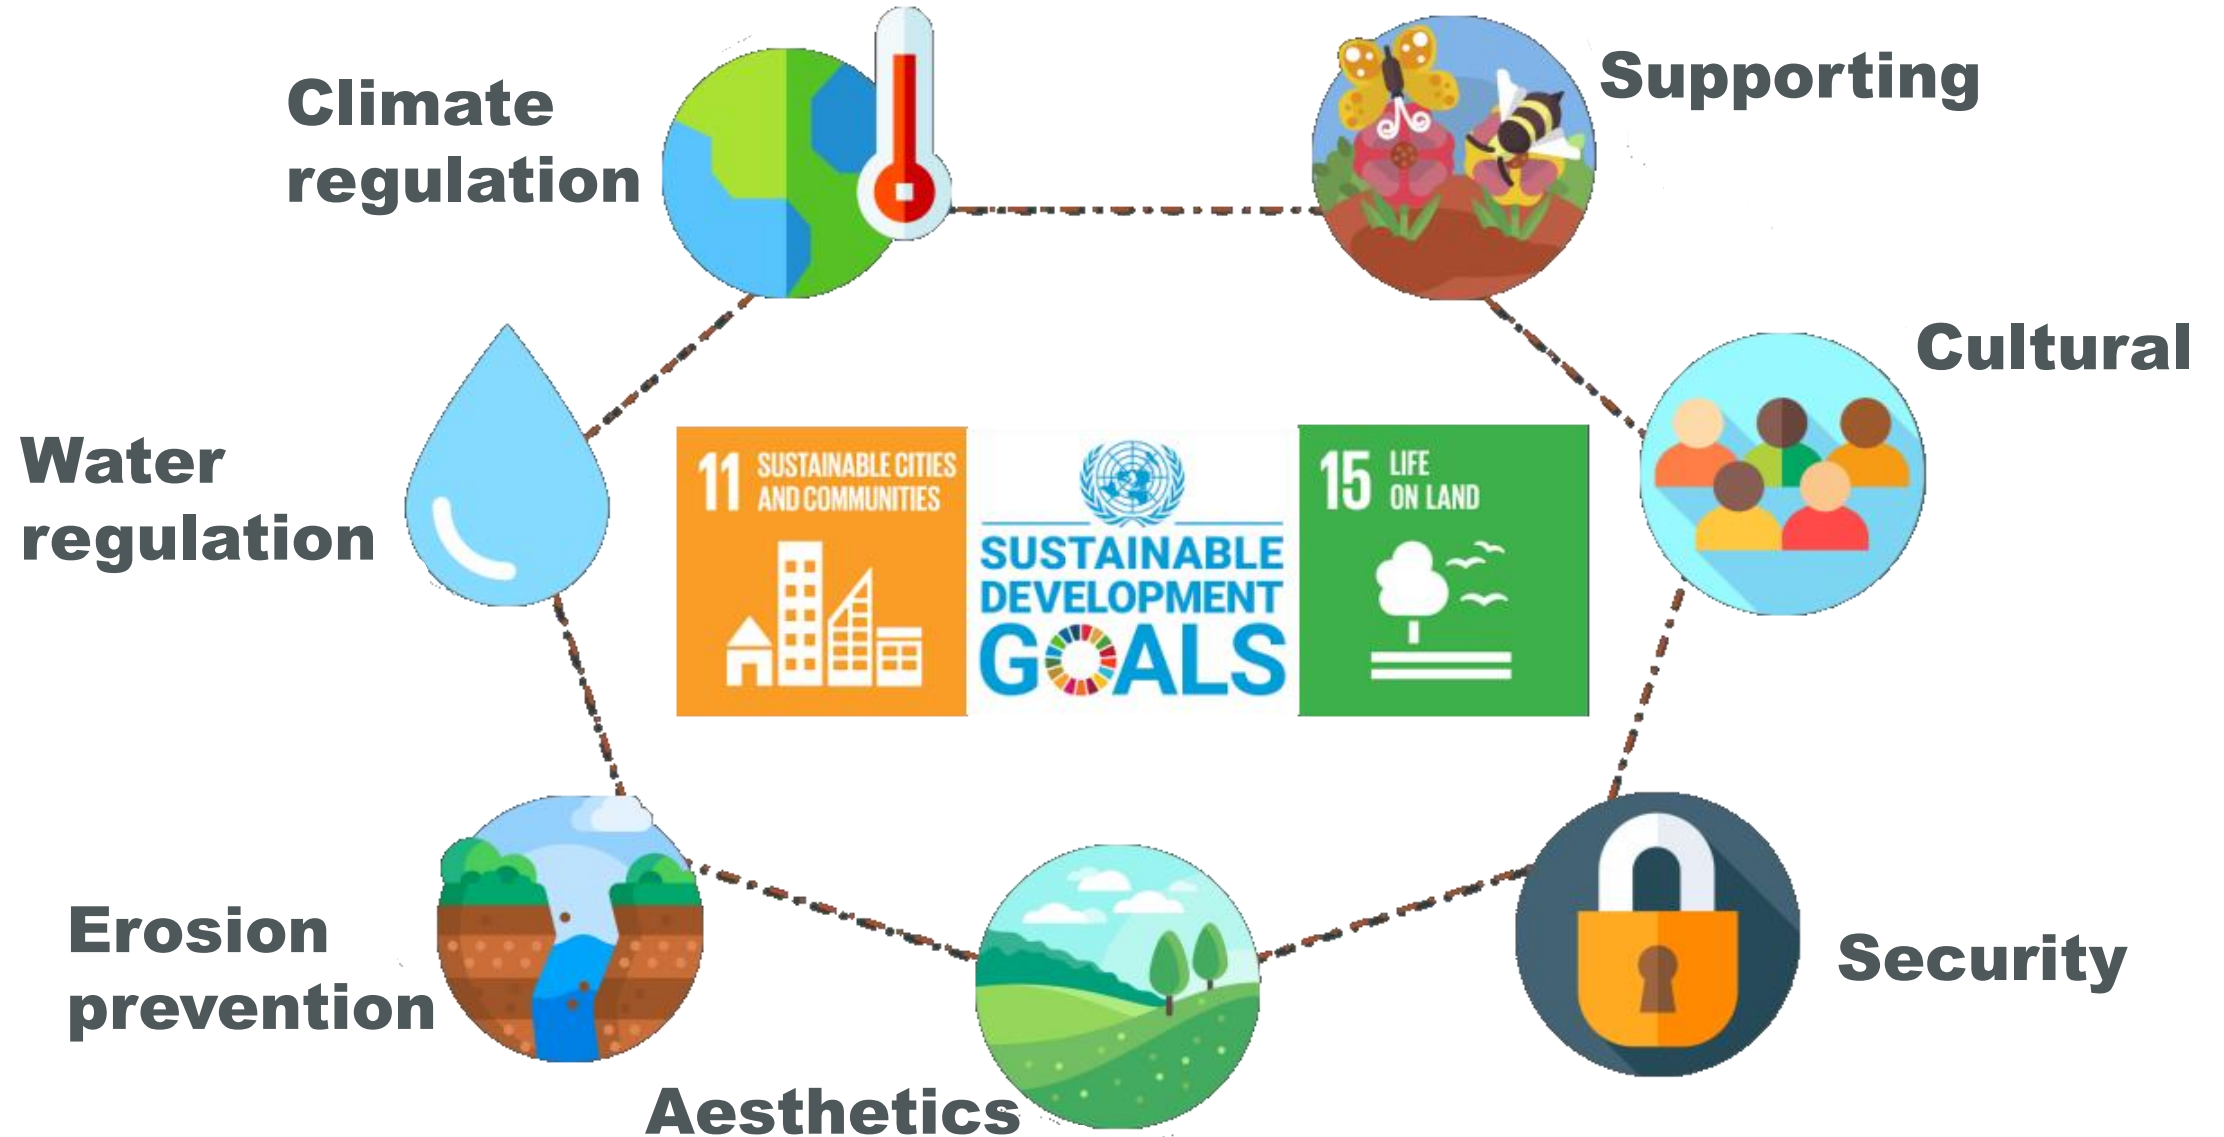 Climate
regulation
Supporting
Cultural
Water
regulation
11 SUSTAINABLE CITIES
AND COMMUNITIES
SUSTAINABLE
DEVELOPMENT
GOALS
15 LIFE
ON LAND
Erosion
prevention
Security
Aesthetics